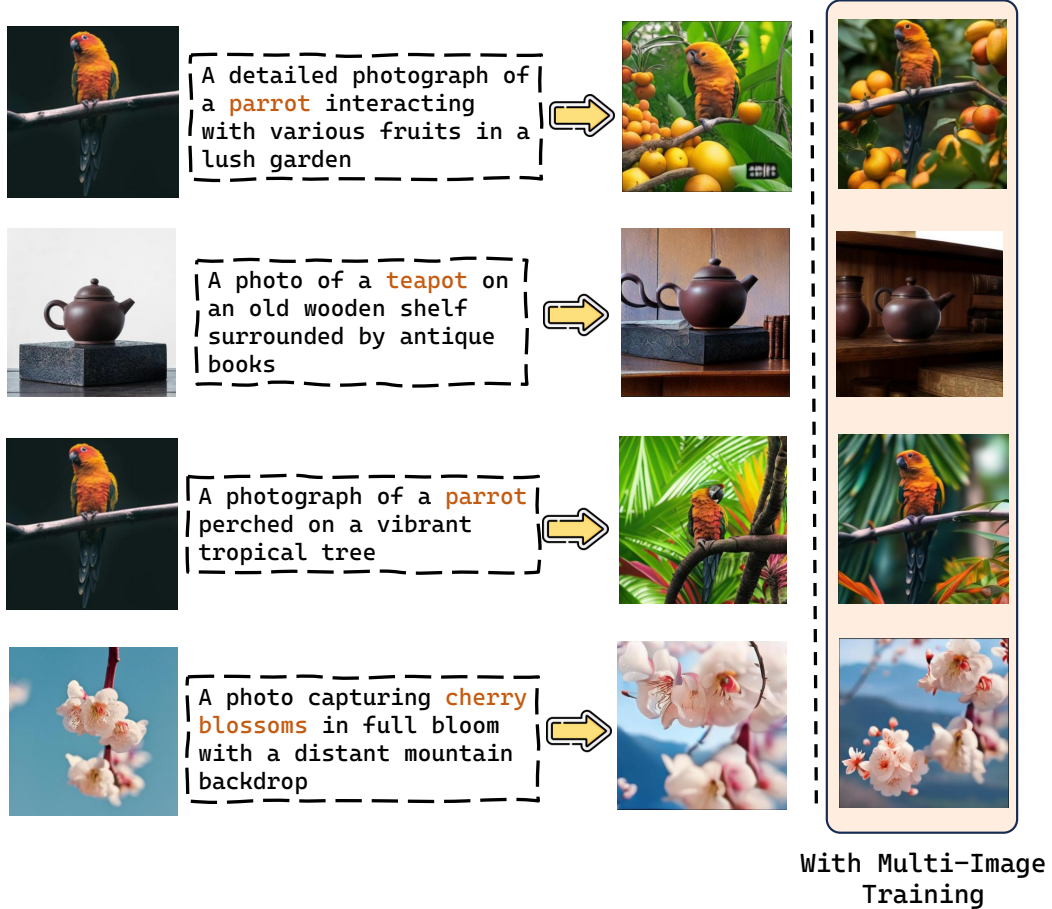 A detailed photograph of
a parrot interacting
with various fruits in a
lush garden
A photo of a teapot on
an old wooden shelf
surrounded by antique
books
A photograph of a parrot
perched on a vibrant
tropical tree
A photo capturing cherry
blossoms in full bloom
with a distant mountain
backdrop
With Multi-Image
Training